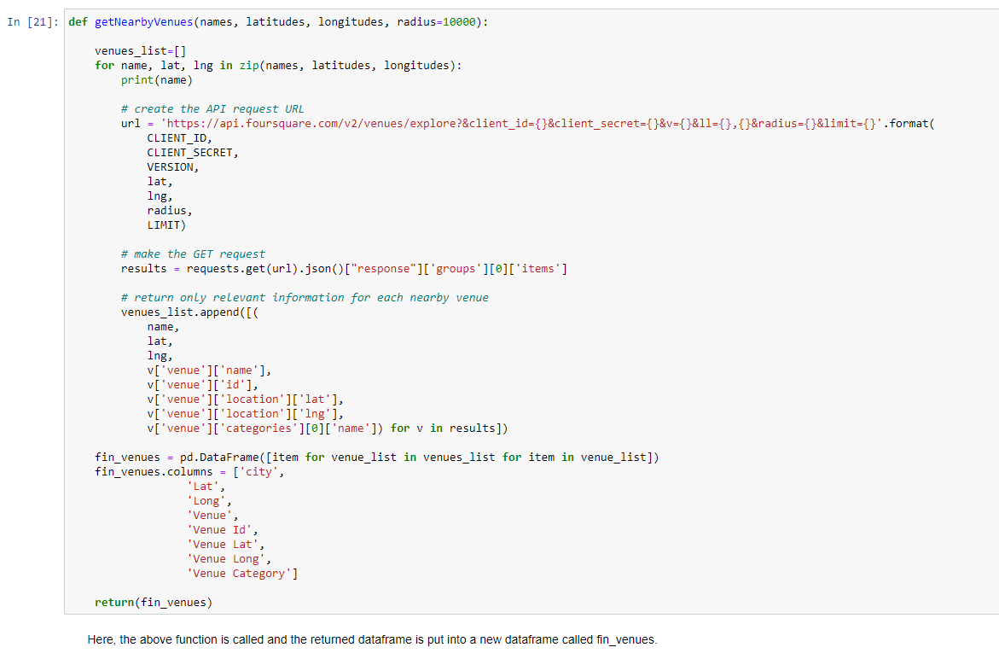 In [21]: def getNearbyVenues(names, latitudes, longitudes, radius=10000):
venues_list=[]
for name, lat, lng in zip(names, latitudes, longitudes):
print(name)
# create the API request URL
url = 'https://api.foursquare.com/v2/venues/explore?&client_id={}&client_secret={}&v={}&ll={},{}&radius={}&limit={}'.format(
CLIENT_ID,
CLIENT_SECRET,
VERSION,
lat,
lng,
radius,
LIMIT)
# make the GET request
results = requests.get(url).json()["response"]['groups'][0]['items']
# return only relevant information for each nearby venue
venues_list.append([(
name,
lat,
lng,
v['venue']['name'],
v['venue']['id'],
v['venue']['location']['lat'],
v['venue']['location']['lng'],
v['venue']['categories'][0]['name']) for v in results])
fin_venues = pd.DataFrame([item for venue_list in venues_list for item in venue_list])
fin_venues.columns = ['city',
'Lat',
'Long',
'Venue',
'Venue Id',
'Venue Lat',
'Venue Long',
'Venue Category']
return(fin_venues)
Here, the above function is called and the returned dataframe is put into a new dataframe called fin_venues.